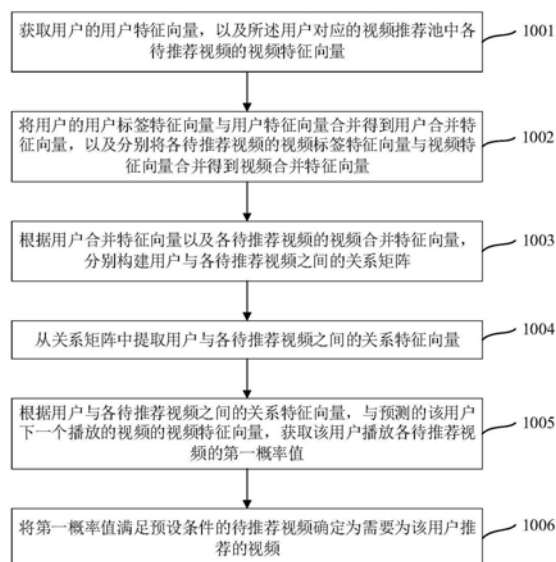 获取用户的用户特征向量，以及所述用户对应的视频推荐池中各
待推荐视频的视频特征向量
1001
将用户的用户标签特征向量与用户特征向量合并得到用户合并特
征向量，以及分别将各待推荐视频的视频标签特征向量与视频特
征向量合并得到视频合并特征向量
1002
根据用户合并特征向量以及各待推荐视频的视频合并特征向量，
分别构建用户与各待推荐视频之间的关系矩阵
1003
从关系矩阵中提取用户与各待推荐视频之间的关系特征向量
1004
根据用户与各待推荐视频之间的关系特征向量，与预测的该用户
下一个播放的视频的视频特征向量，获取该用户播放各待推荐视
频的第一概率值
1005
将第一概率值满足预设条件的待推荐视频确定为需要为该用户推
荐的视频
1006